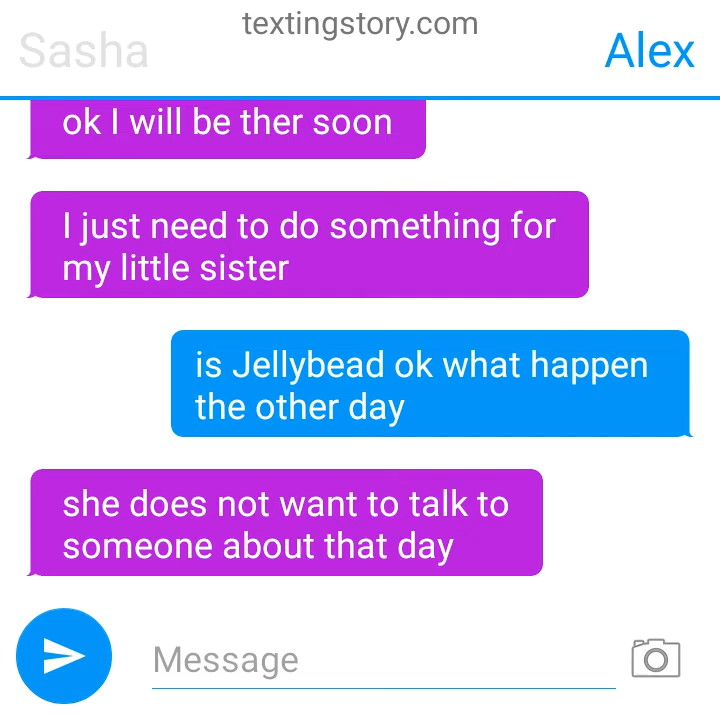 textingstory.com
Sasha
Alex
ok I will be ther soon
I just need to do something for
my little sister
is Jellybead ok what happen
the other day
she does not want to talk to
someone about that day
Message